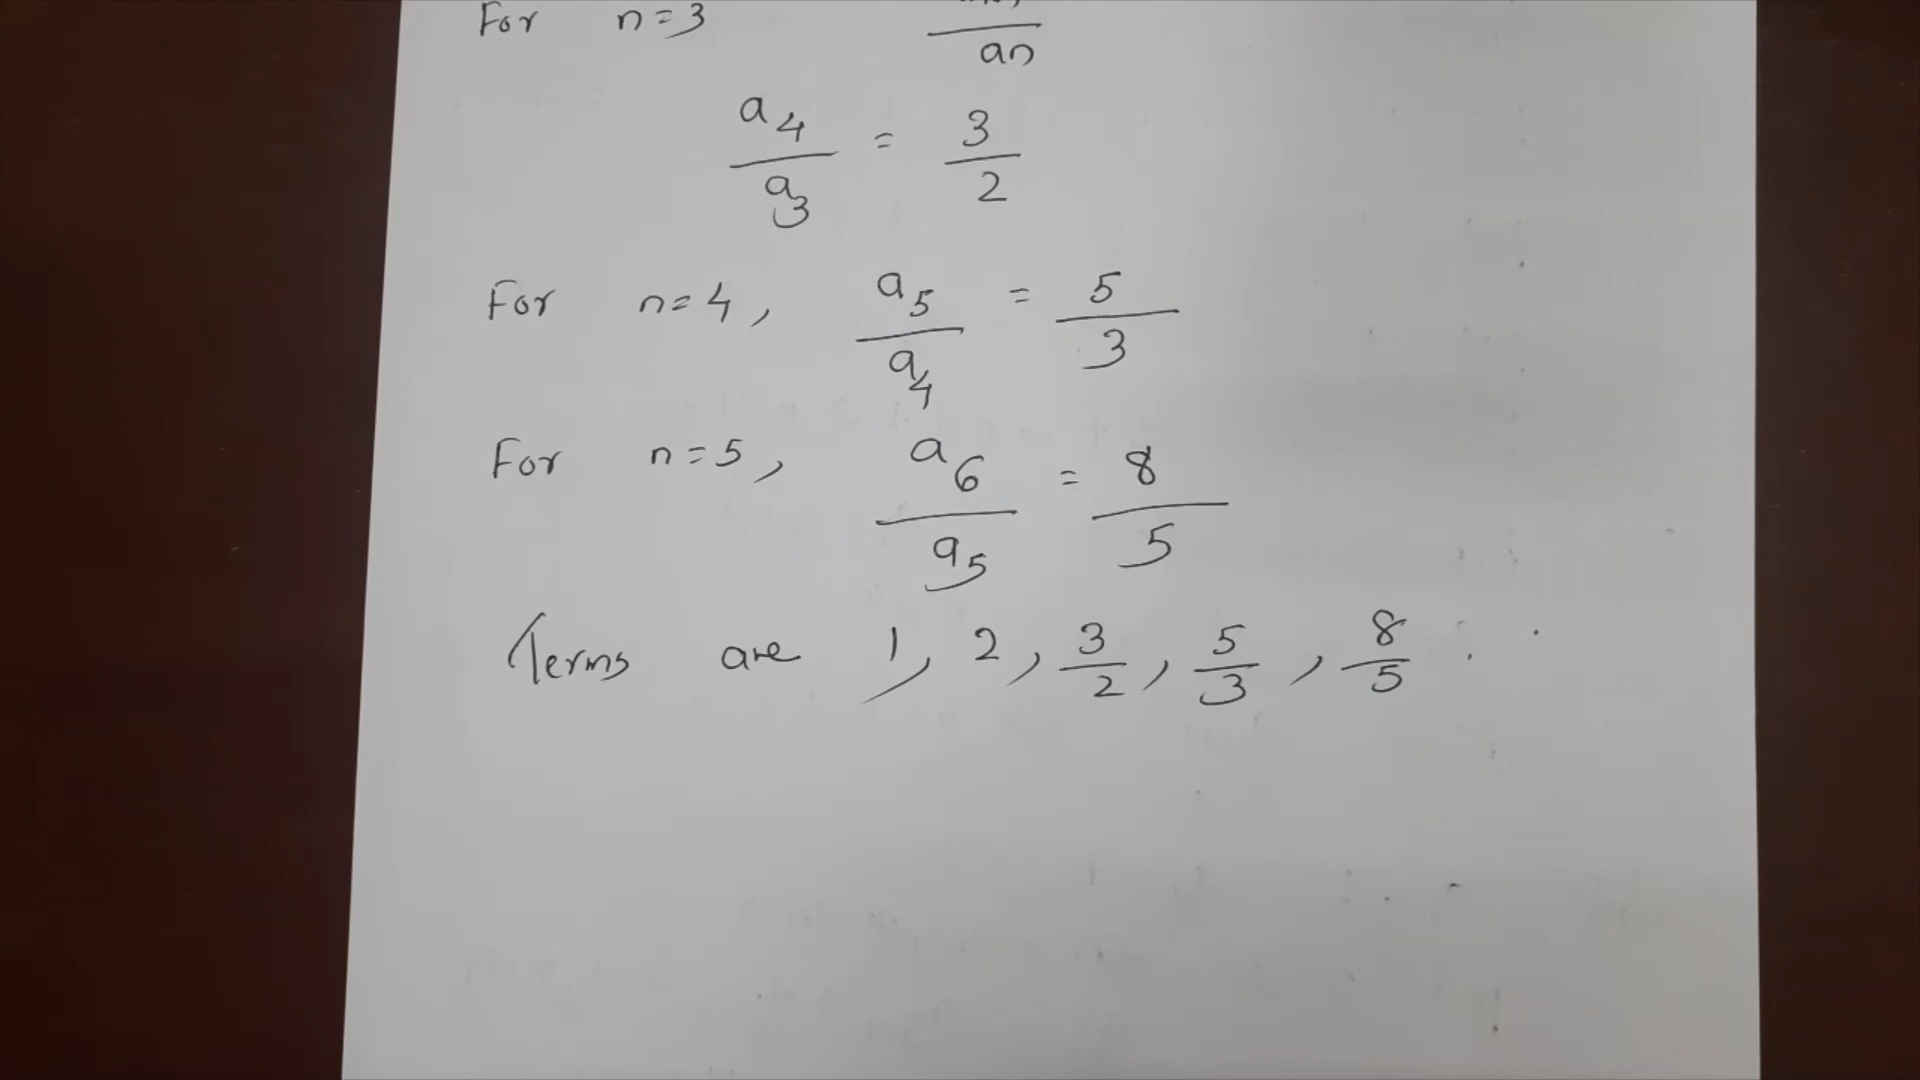 For n=3 an
a4/a3 = 3/2
For n=4, a5/a4 = 5/3
For n=5, a6/a5 = 8/5
Terms are 1, 2, 3/2, 5/3, 8/5 .